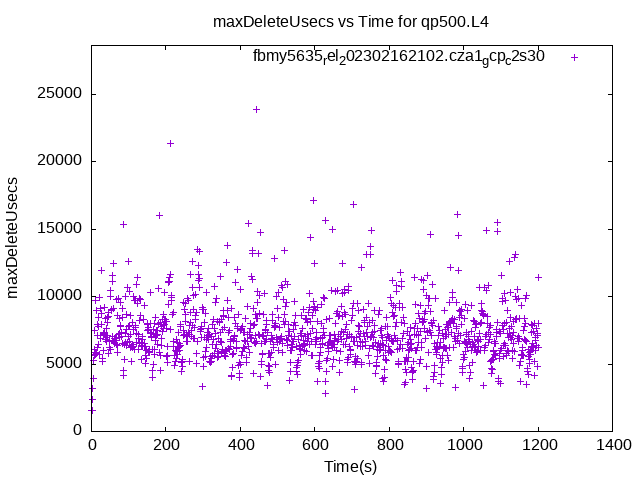 maxDeleteUsecs vs Time for qp500.L4
fbmy5635rel202302162102.cza1gcpc2s30
maxDeleteUsecs
25000
20000
15000
10000
5000
0
0 200 400 600 800 1000 1200 1400
Time(s)